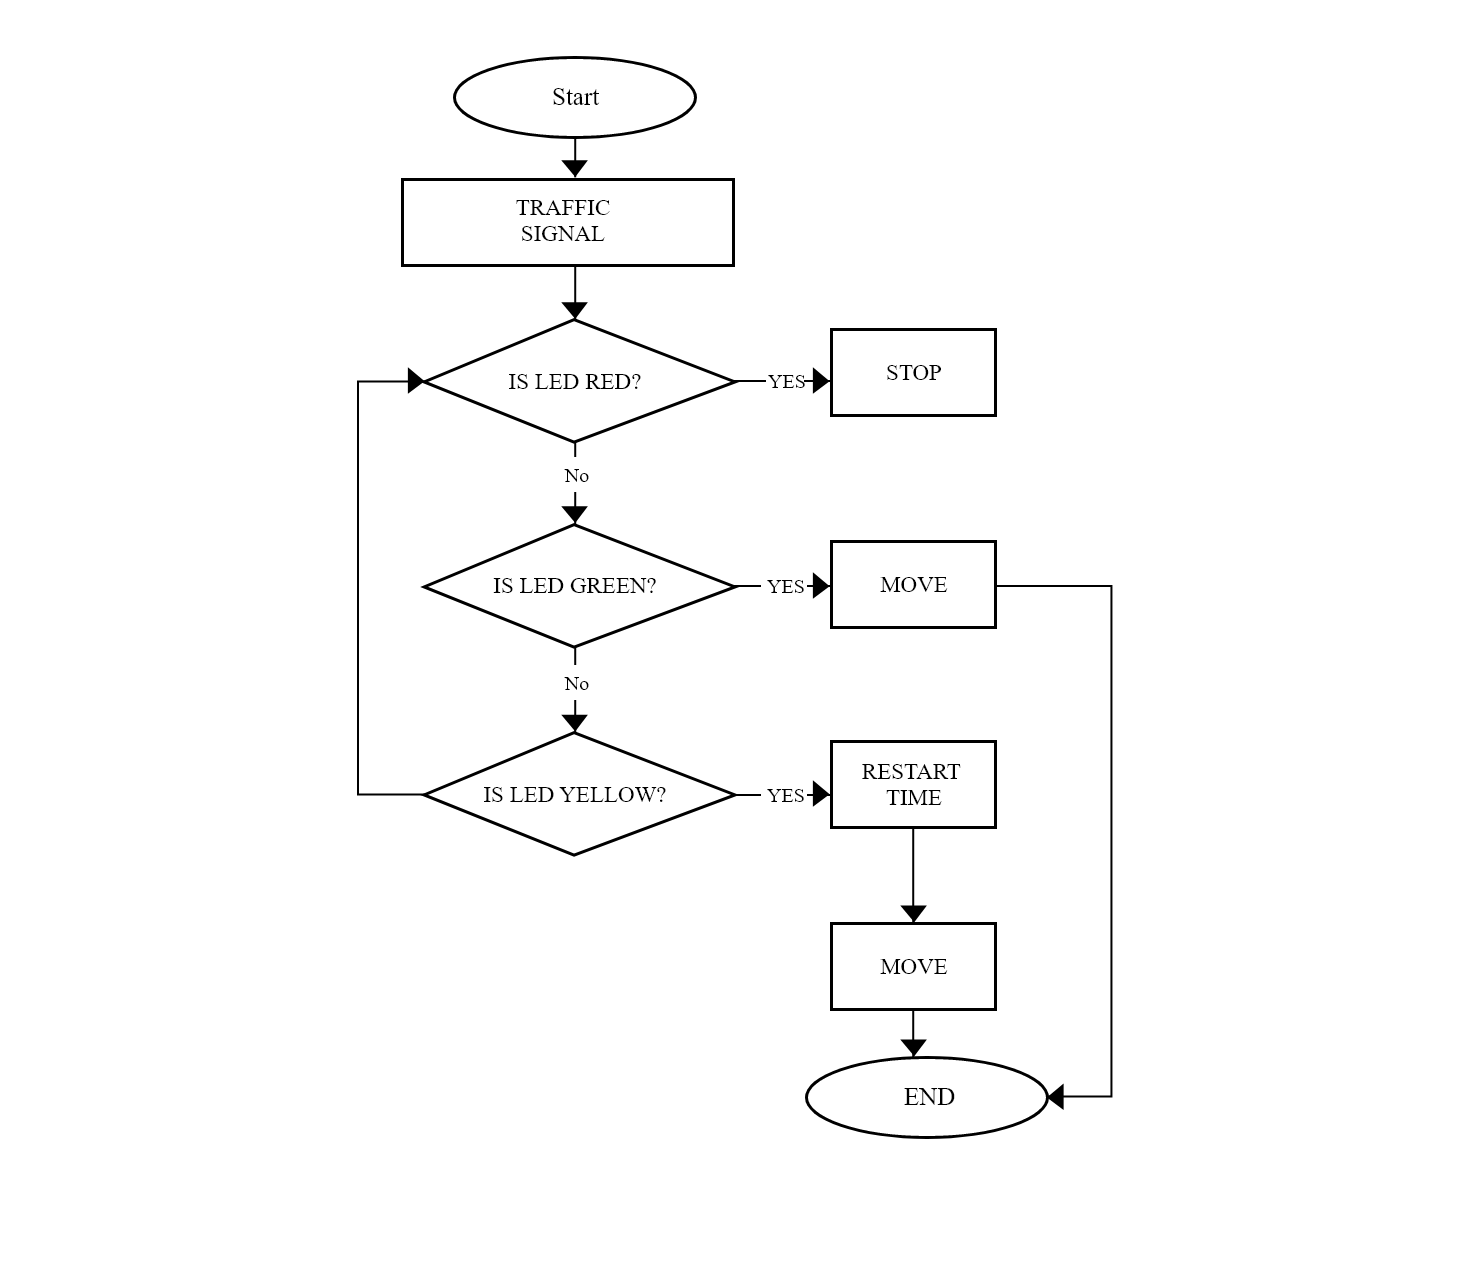 Start
TRAFFIC
SIGNAL
IS LED RED?
YES
STOP
No
IS LED GREEN?
YES
MOVE
No
IS LED YELLOW?
YES
RESTART
TIME
MOVE
END